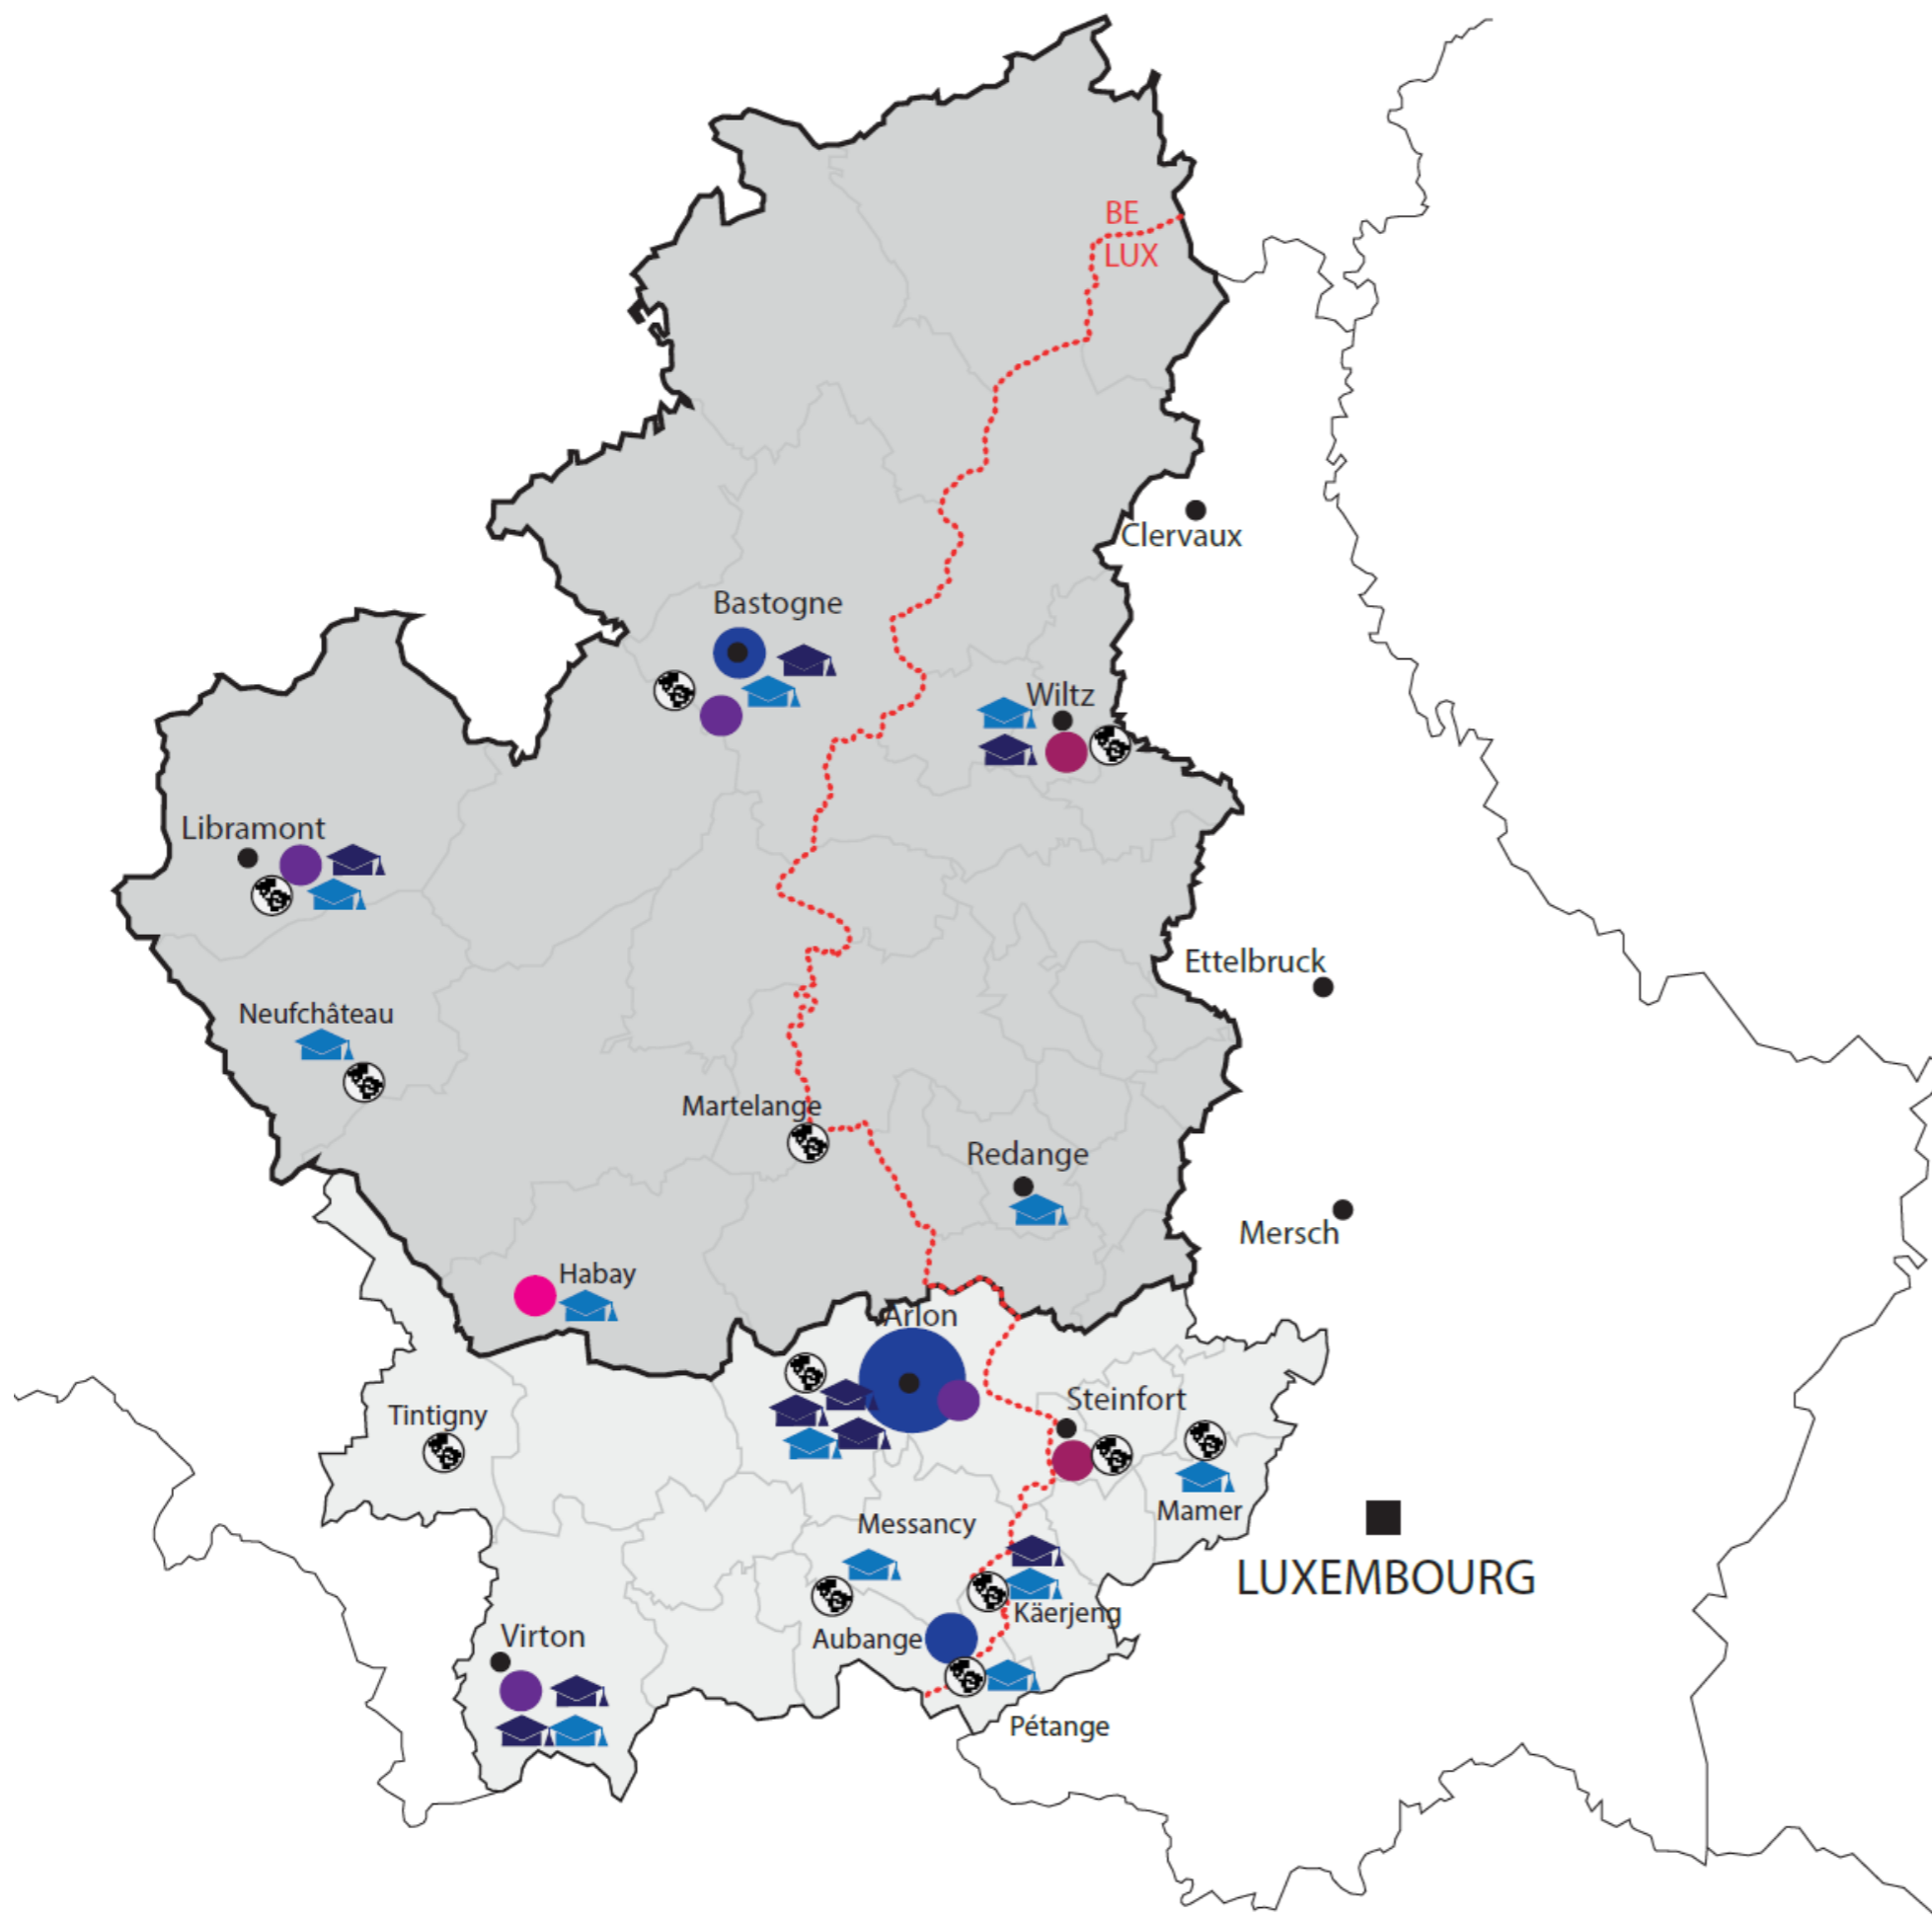 BE
LUX
Clervaux
Bastogne
Wiltz
Libramont
Ettelbruck
Neufchâteau
Martelange
Redange
Mersch
Habay
Arlon
Steinfort
Tintigny
Mamer
Messancy
LUXEMBOURG
Käerjeng
Virton
Aubange
Pétange